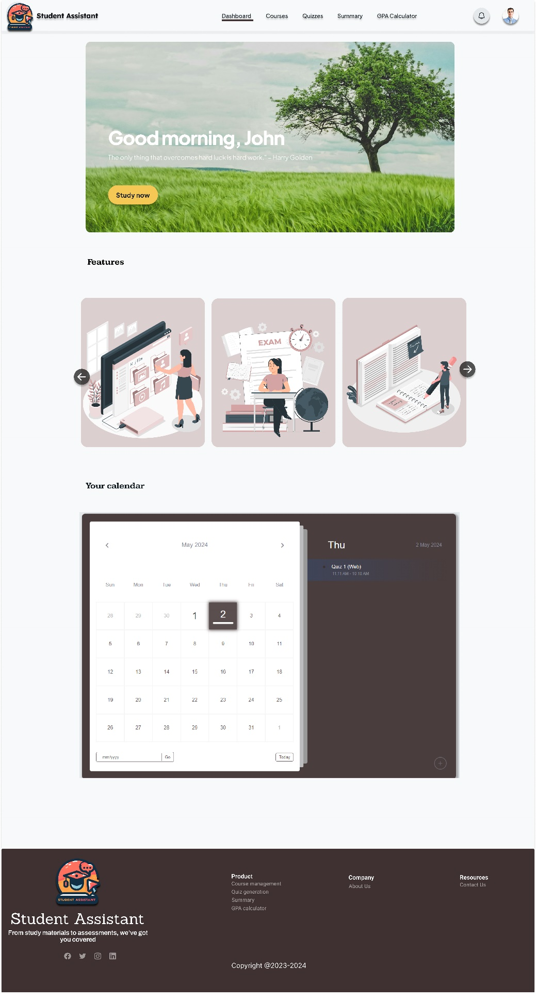 Student Assistant
Dashboard Courses Quizzes Summary GPA Calculator
STUDENT ASSISTANT
Good morning, John
The only thing that overcomes hard luck is hard work." – Harry Golden
Study now
Features
EXAM
Your calendar
May 2024
Sun Mon Tue Wed Thu Fri Sat
28 29 30 1 2 3 4
5 6 7 8 9 10 11
12 13 14 15 16 17 18
19 20 21 22 23 24 25
26 27 28 29 30 31 1
mm/yyyy Go Today
Thu 2 May 2024
Quiz 1 (Web)
11:11 AM - 10:10 AM
STUDENT ASSISTANT
Student Assistant
From study materials to assessments, we've got
you covered
Product
Course management
Quiz generation
Summary
GPA calculator
Company
About Us
Resources
Contact Us
Copyright @2023-2024